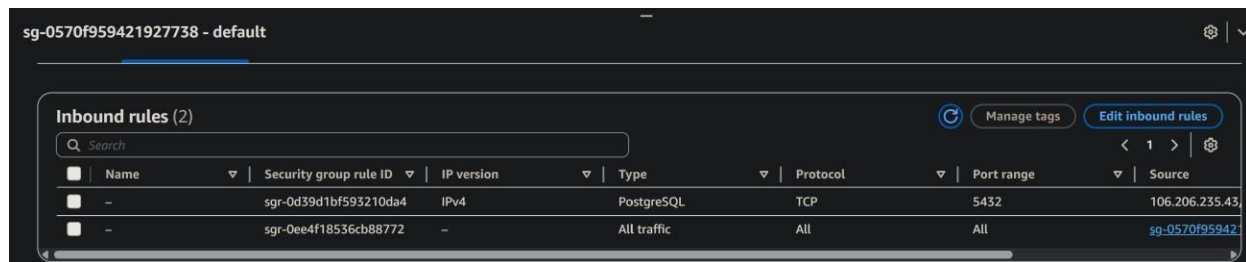 sg-0570f959421927738 - default
Inbound rules (2)
Manage tags
Edit inbound rules
Search
1
Name Security group rule ID IP version Type Protocol Port range Source
– sgr-0d39d1bf593210da4 IPv4 PostgreSQL TCP 5432 106.206.235.43/
– sgr-0ee4f18536cb88772 – All traffic All All sg-0570f95942